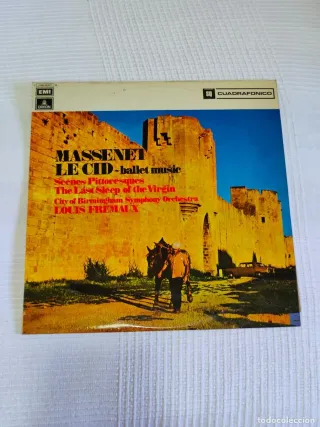 EMI
CUADRAFONICO
MASSENET
LE CID - ballet music
Scènes Pittoresques
The Last Sleep of the Virgin
City of Birmingham Symphony Orchestra
LOUIS FREMAUX
todocoleccion